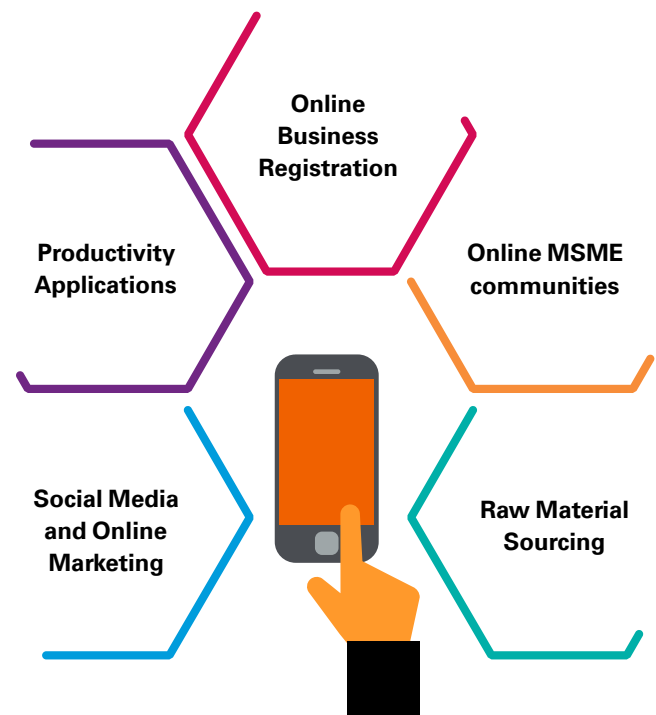 Online
Business
Registration
Productivity
Applications
Online MSME
communities
Social Media
and Online
Marketing
Raw Material
Sourcing